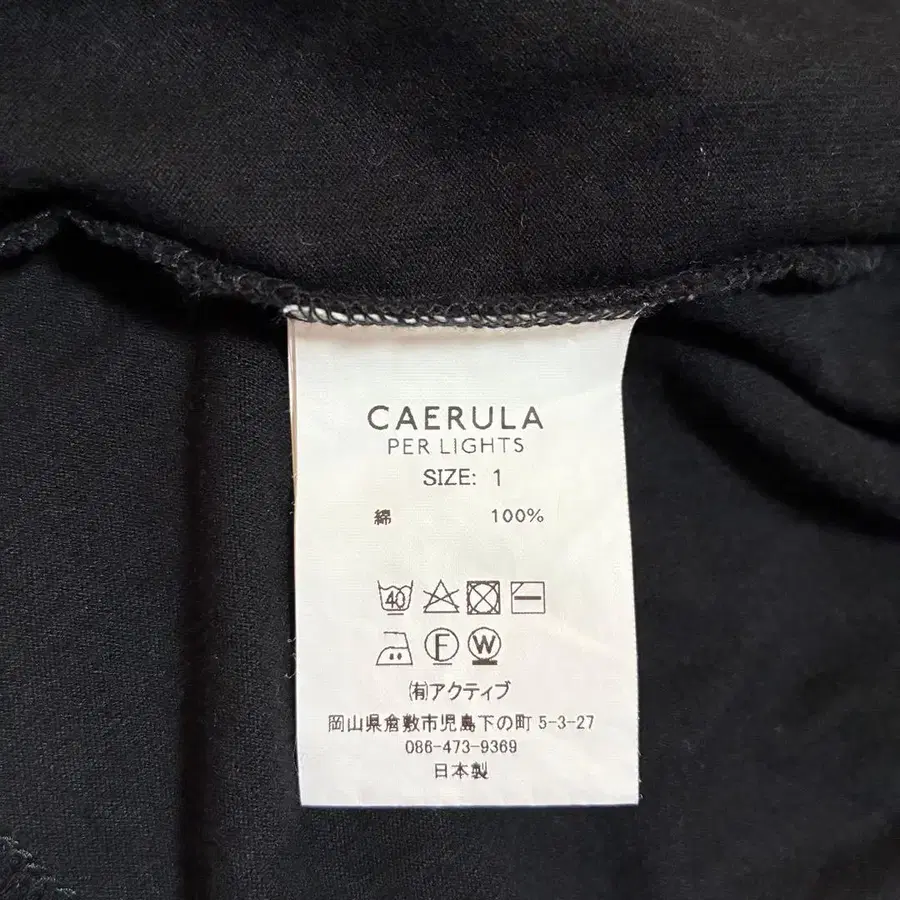 CAERULA
PER LIGHTS
SIZE: 1
綿 100%
40
F W
㈲アクティブ
岡山県倉敷市児島下の町 5-3-27
086-473-9369
日本製